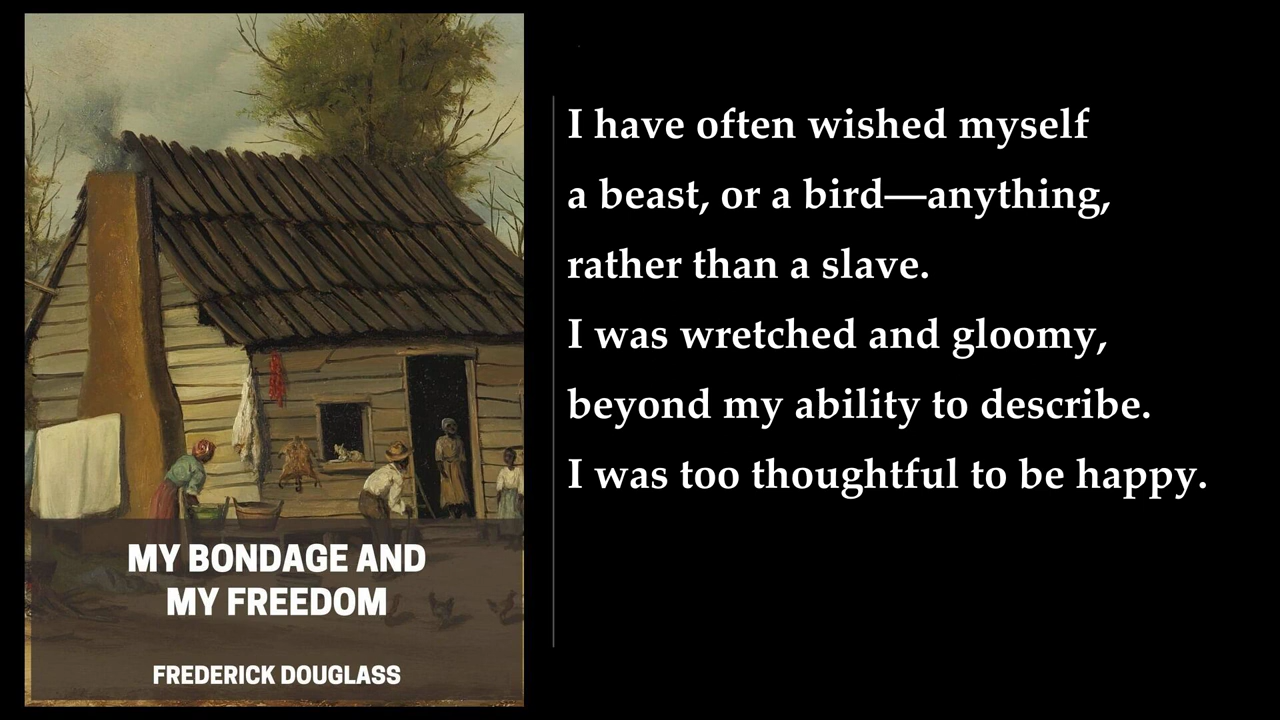 MY BONDAGE AND
MY FREEDOM
FREDERICK DOUGLASS
I have often wished myself
a beast, or a bird—anything,
rather than a slave.
I was wretched and gloomy,
beyond my ability to describe.
I was too thoughtful to be happy.